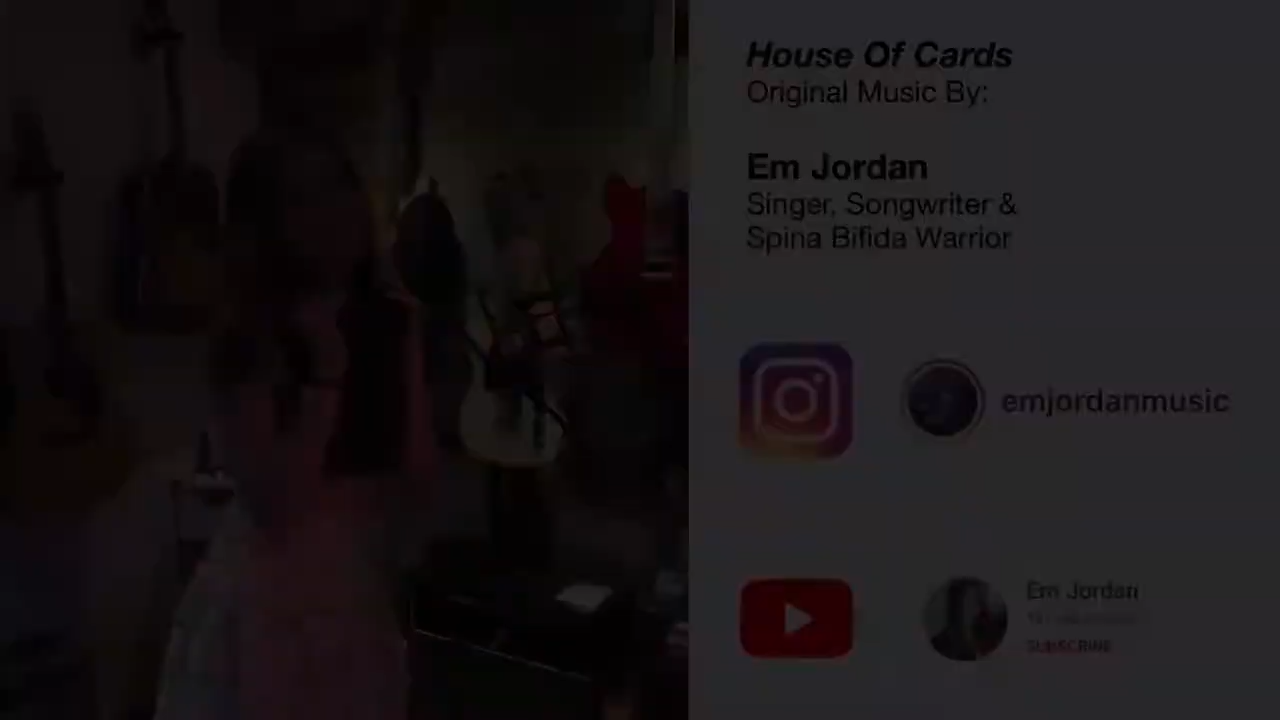 House Of Cards
Original Music By:
Em Jordan
Singer, Songwriter &
Spina Bifida Warrior
emjordanmusic
Em Jordan
SUBSCRIBE